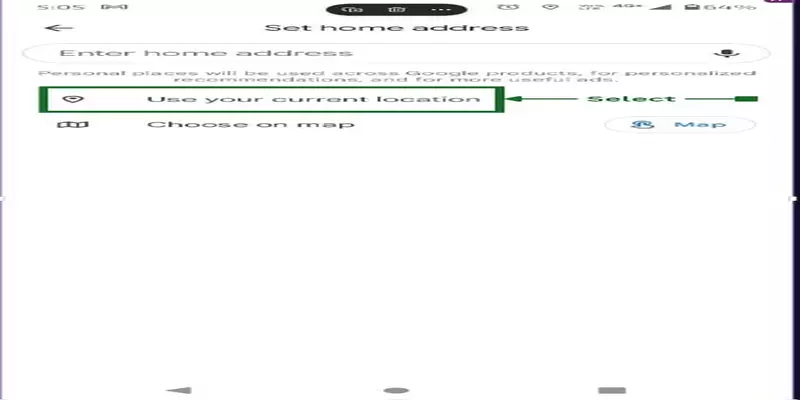 5:05 64%
Set home address
Enter home address
Personal places will be used across Google products, for personalized
recommendations, and for more useful ads.
Use your current location Select
Choose on map Map